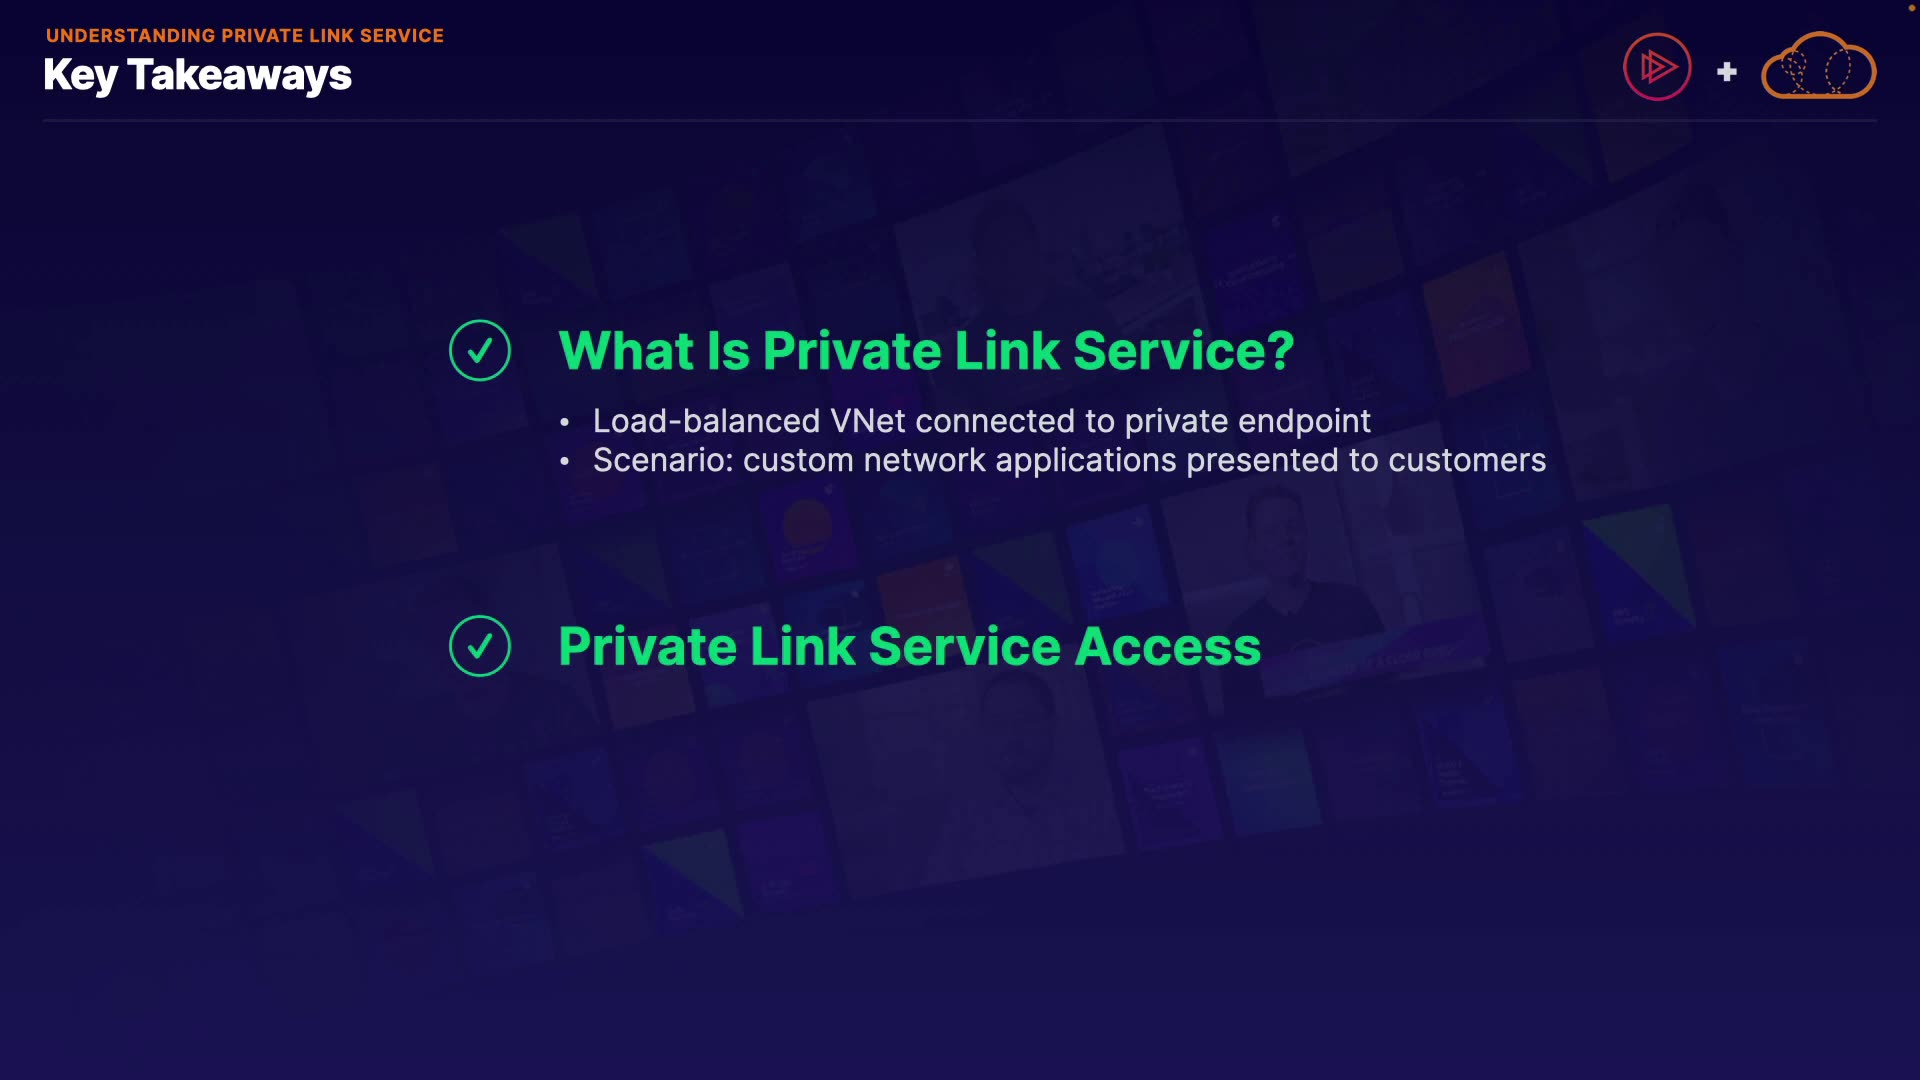 UNDERSTANDING PRIVATE LINK SERVICE
Key Takeaways
What Is Private Link Service?
• Load-balanced VNet connected to private endpoint
• Scenario: custom network applications presented to customers
Private Link Service Access